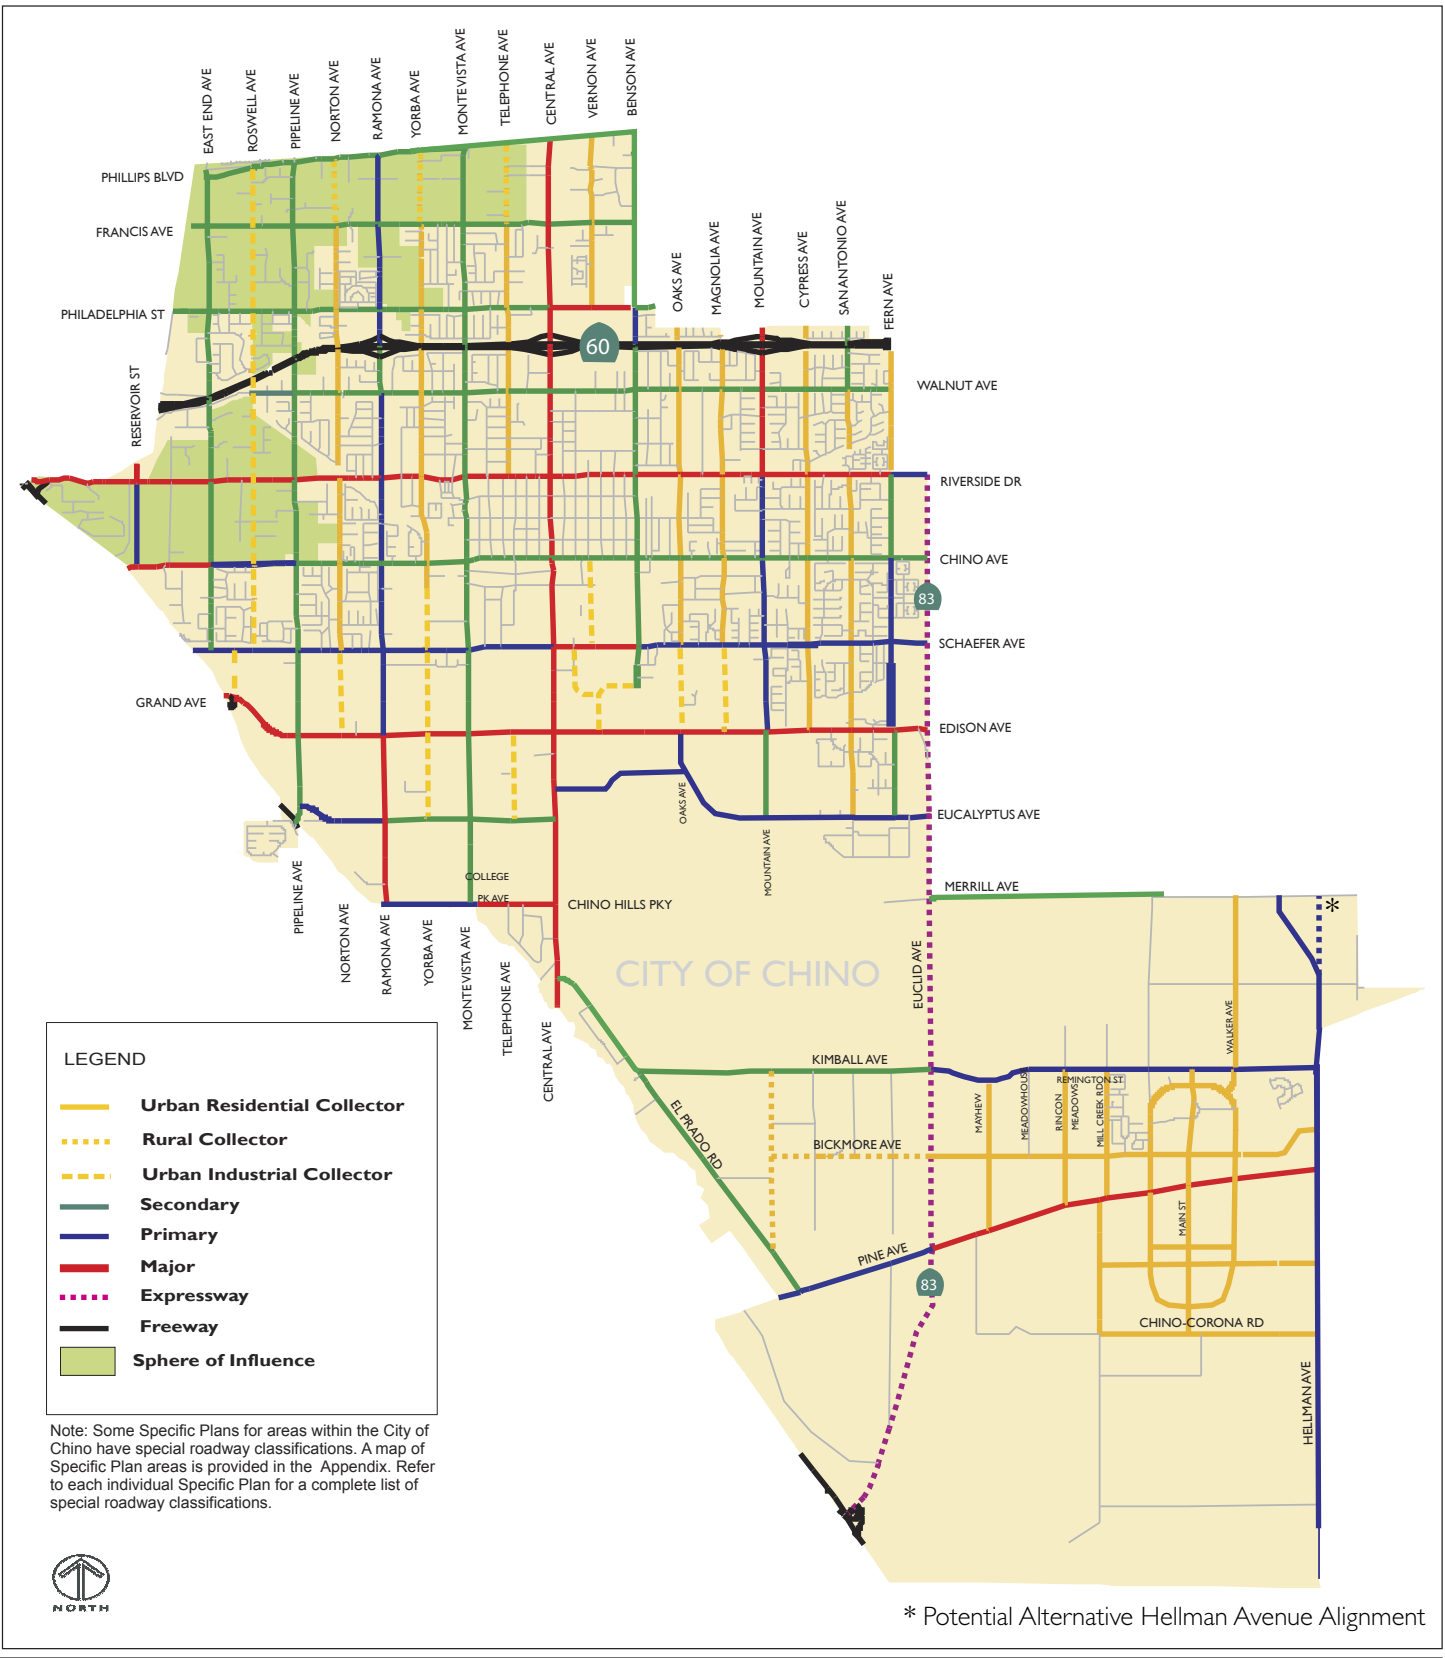 EAST END AVE
ROSWELL AVE
PIPELINE AVE
NORTON AVE
RAMONA AVE
YORBA AVE
MONTE VISTA AVE
TELEPHONE AVE
CENTRAL AVE
VERNON AVE
BENSON AVE
PHILLIPS BLVD
FRANCIS AVE
PHILADELPHIA ST
OAKS AVE
MAGNOLIA AVE
MOUNTAIN AVE
CYPRESS AVE
SAN ANTONIO AVE
FERN AVE
60
RESERVOIR ST
WALNUT AVE
RIVERSIDE DR
CHINO AVE
83
SCHAEFER AVE
GRAND AVE
EDISON AVE
OAKS AVE
EUCALYPTUS AVE
MOUNTAIN AVE
PIPELINE AVE
COLLEGE
PK AVE
CHINO HILLS PKY
MERRILL AVE
*
NORTON AVE
RAMONA AVE
YORBA AVE
MONTE VISTA AVE
TELEPHONE AVE
CENTRAL AVE
CITY OF CHINO
EUCLID AVE
WALKER AVE
KIMBALL AVE
EL PRADO RD
BICKMORE AVE
MAYHEW
MEADOWHOUSE
RINCON
MEADOWS
REMINGTON ST
MILL CREEK RD
MAIN ST
PINE AVE
83
CHINO-CORONA RD
HELLMAN AVE
LEGEND
Urban Residential Collector
Rural Collector
Urban Industrial Collector
Secondary
Primary
Major
Expressway
Freeway
Sphere of Influence
Note: Some Specific Plans for areas within the City of
Chino have special roadway classifications. A map of
Specific Plan areas is provided in the Appendix. Refer
to each individual Specific Plan for a complete list of
special roadway classifications.
NORTH
* Potential Alternative Hellman Avenue Alignment